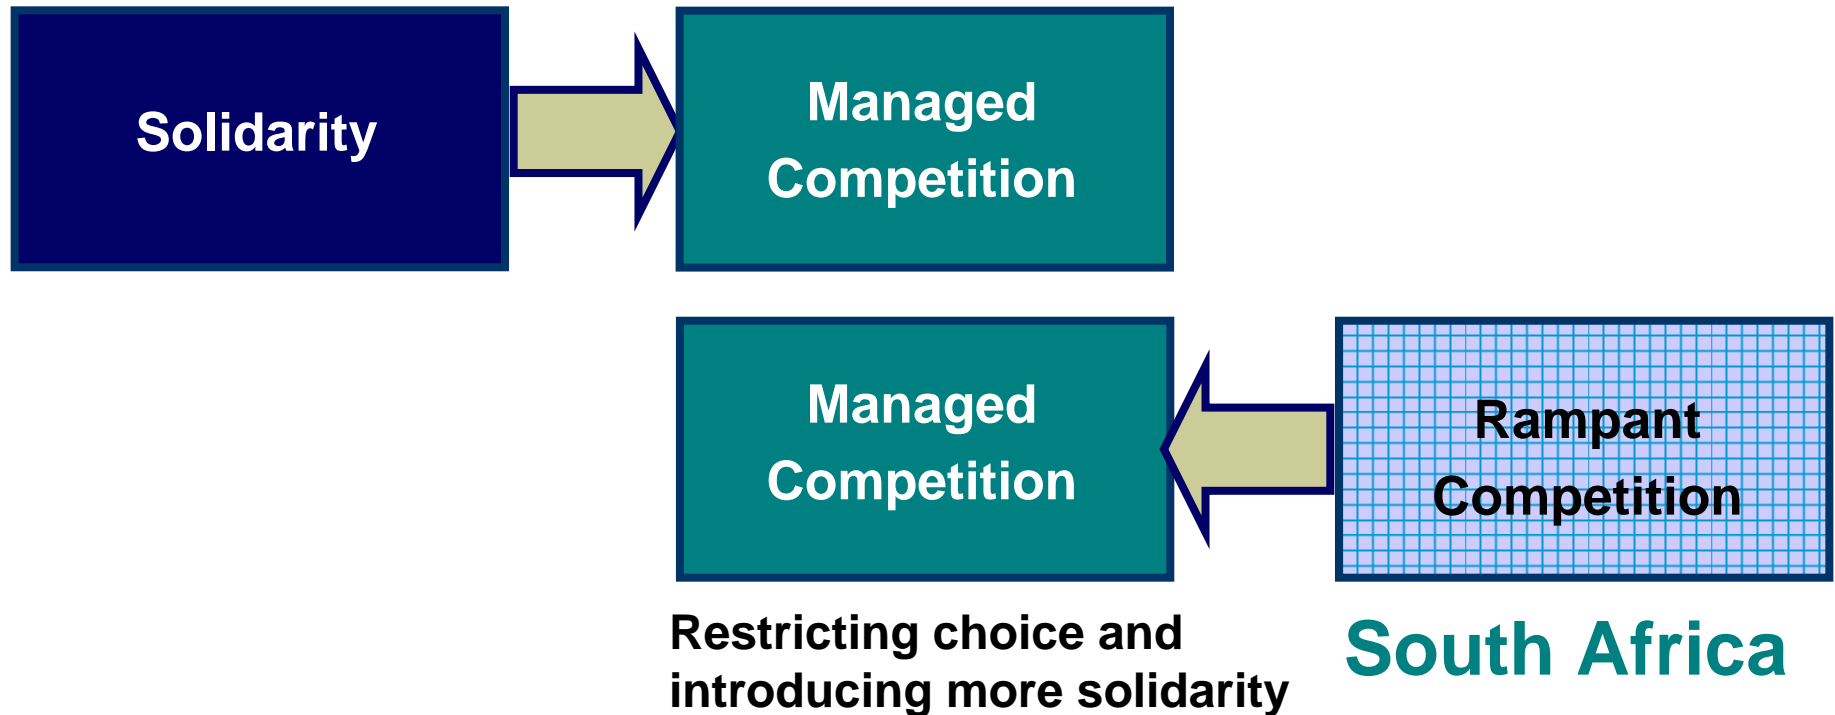 Solidarity
Managed
Competition
Managed
Competition
Rampant
Competition
Restricting choice and
introducing more solidarity
South Africa